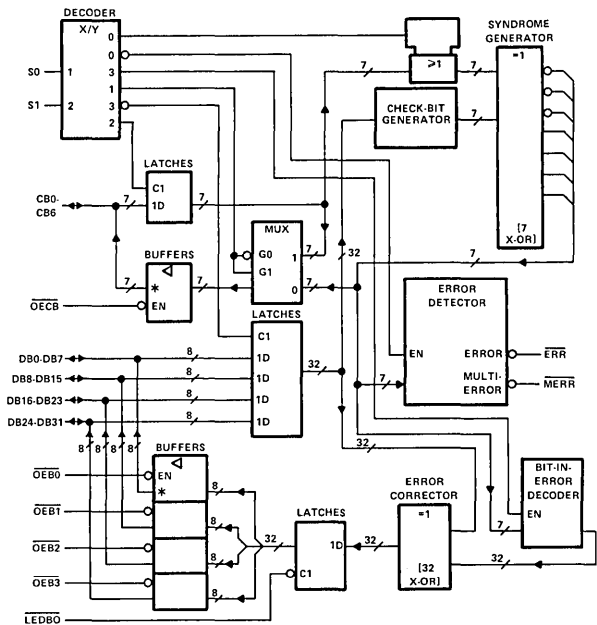 DECODER
X/Y
0
0
3
1
3
2
S0
1
S1
2
SYNDROME
GENERATOR
=1
[7
X-OR]
≥1
7
7
CHECK-BIT
GENERATOR
7
LATCHES
C1
1D
CB0-
CB6
7
7
MUX
G0
G1
1
0
7
7
32
7
BUFFERS
*
EN
7
7
OECB
LATCHES
C1
1D
1D
1D
1D
32
DB0-DB7
8
DB8-DB15
8
DB16-DB23
8
DB24-DB31
8
8
8
8
8
ERROR
DETECTOR
EN
ERROR
MULTI-
ERROR
ERR
MERR
7
32
BUFFERS
EN
*
OEB0
OEB1
OEB2
OEB3
8
8
8
8
LEDBO
LATCHES
1D
C1
32
32
ERROR
CORRECTOR
=1
[32
X-OR]
BIT-IN-
ERROR
DECODER
EN
7
32